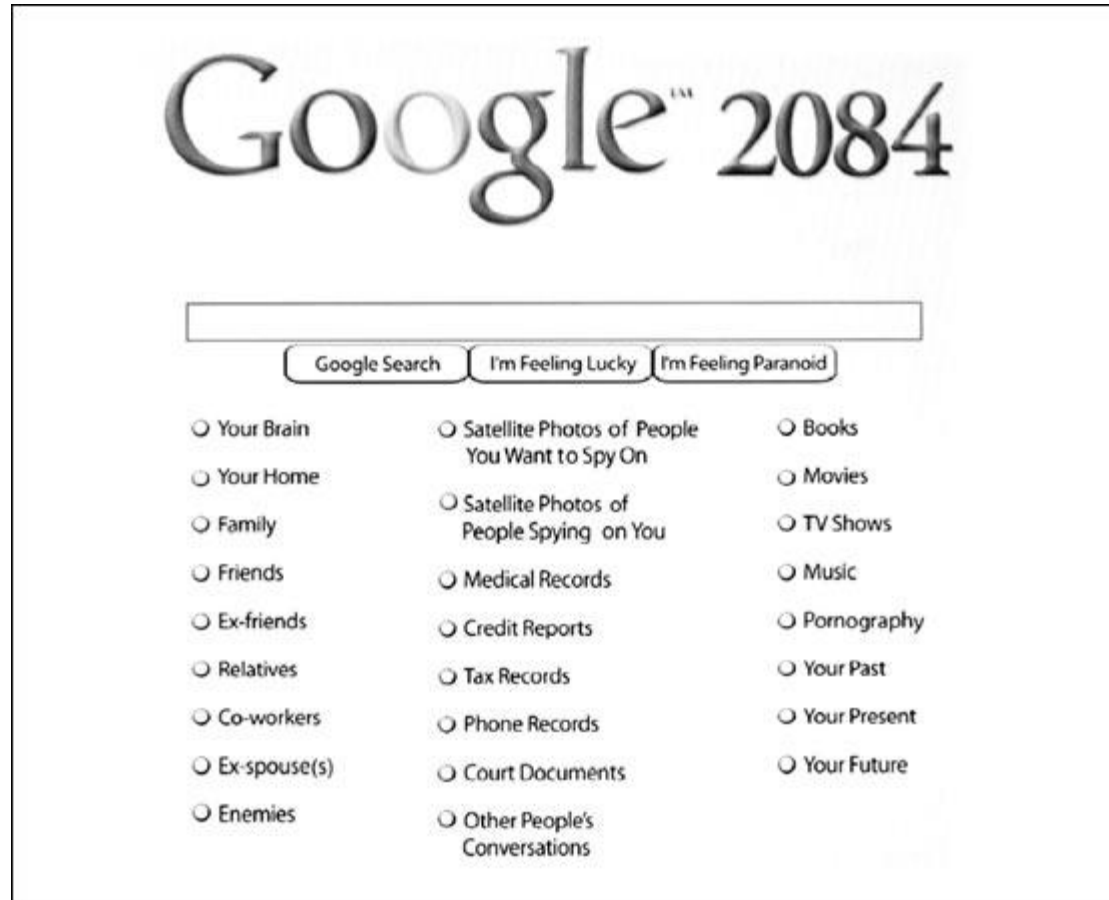 Google™ 2084
Google Search
I'm Feeling Lucky
I'm Feeling Paranoid
Your Brain
Your Home
Family
Friends
Ex-friends
Relatives
Co-workers
Ex-spouse(s)
Enemies
Satellite Photos of People
You Want to Spy On
Satellite Photos of
People Spying on You
Medical Records
Credit Reports
Tax Records
Phone Records
Court Documents
Other People's
Conversations
Books
Movies
TV Shows
Music
Pornography
Your Past
Your Present
Your Future